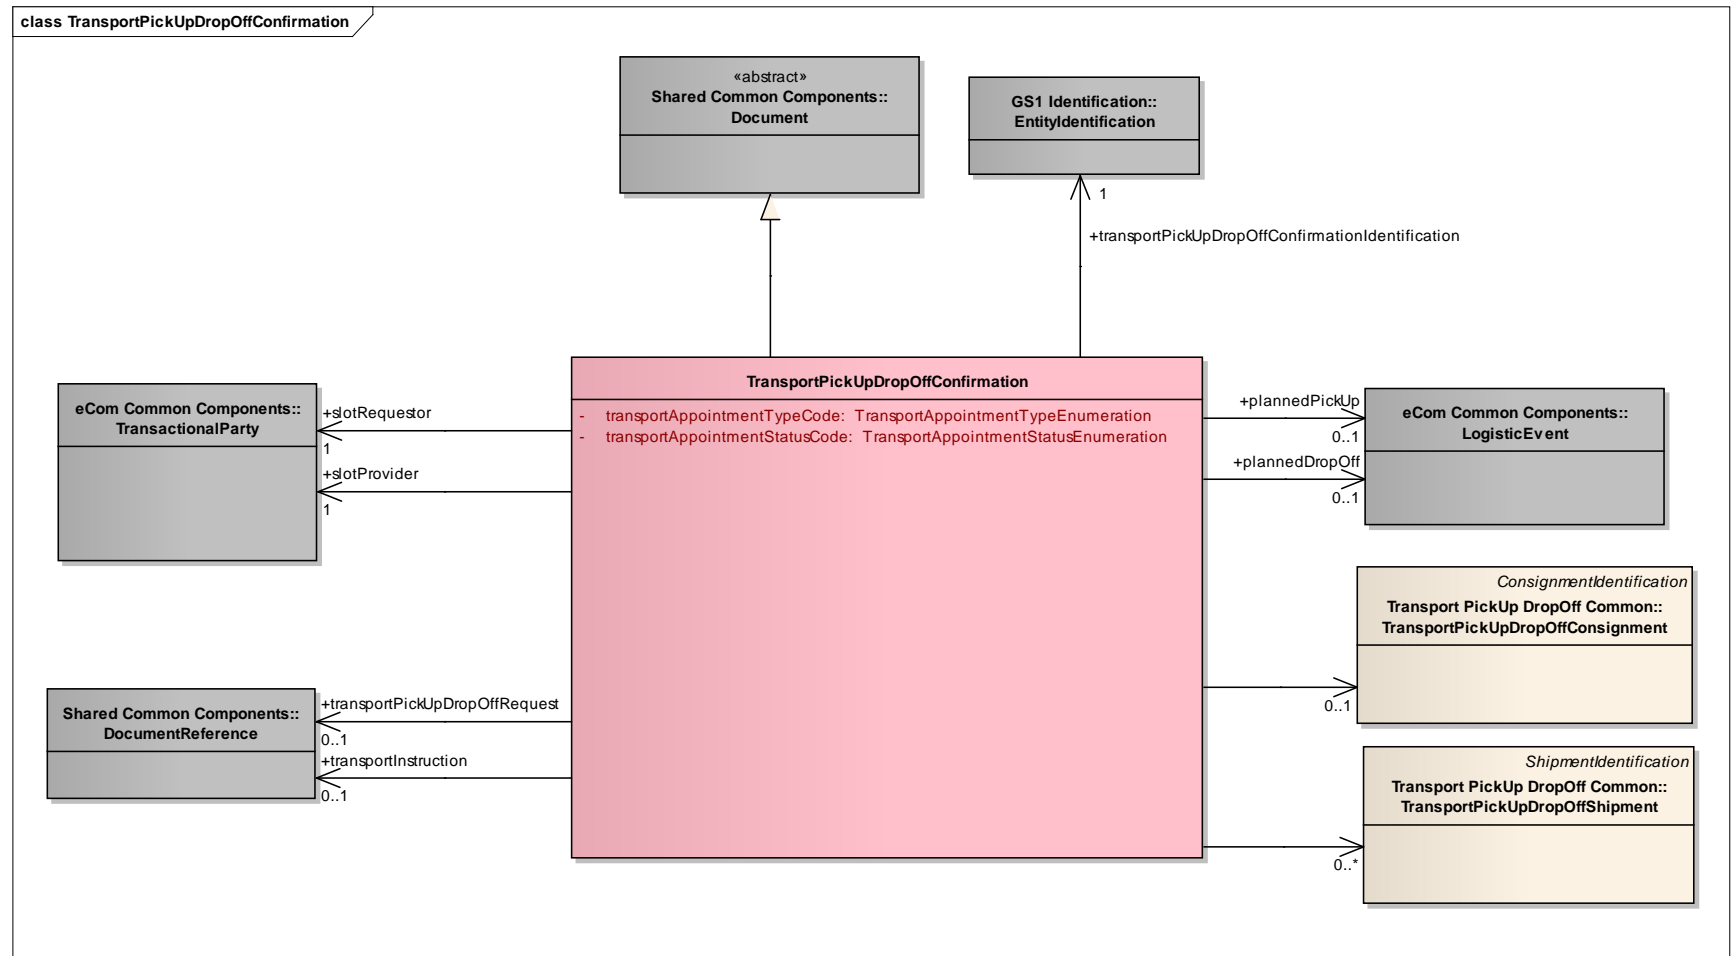 class TransportPickUpDropOffConfirmation
«abstract»
Shared Common Components::
Document
GS1 Identification::
EntityIdentification
1
+transportPickUpDropOffConfirmationIdentification
TransportPickUpDropOffConfirmation
- transportAppointmentTypeCode: TransportAppointmentTypeEnumeration
- transportAppointmentStatusCode: TransportAppointmentStatusEnumeration
eCom Common Components::
TransactionalParty
+slotRequestor
1
+slotProvider
1
+plannedPickUp
0..1
+plannedDropOff
0..1
eCom Common Components::
LogisticEvent
ConsignmentIdentification
Transport PickUp DropOff Common::
TransportPickUpDropOffConsignment
0..1
Shared Common Components::
DocumentReference
+transportPickUpDropOffRequest
0..1
+transportInstruction
0..1
ShipmentIdentification
Transport PickUp DropOff Common::
TransportPickUpDropOffShipment
0..*